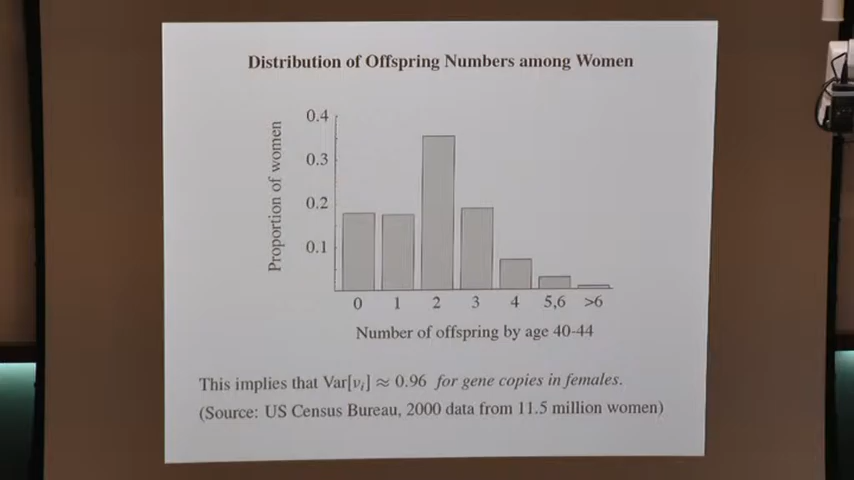 Distribution of Offspring Numbers among Women
0.4
0.3
0.2
0.1
Proportion of women
0 1 2 3 4 5,6 >6
Number of offspring by age 40-44
This implies that Var[νᵢ] ≈ 0.96 for gene copies in females.
(Source: US Census Bureau, 2000 data from 11.5 million women)